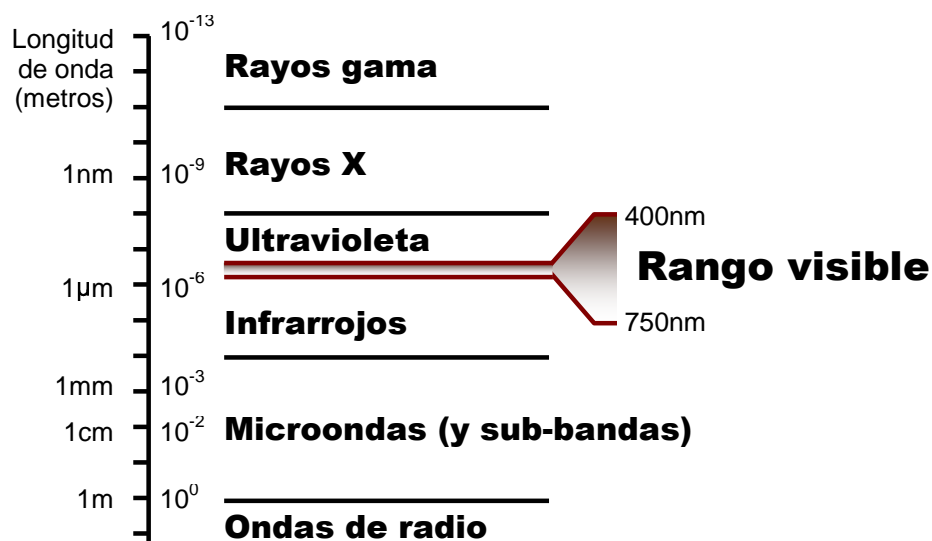 Longitud
de onda
(metros)
10⁻¹³
Rayos gama
1nm 10⁻⁹ Rayos X
400nm
Ultravioleta
Rango visible
1µm 10⁻⁶
Infrarrojos
750nm
1mm 10⁻³
1cm 10⁻² Microondas (y sub-bandas)
1m 10⁰
Ondas de radio